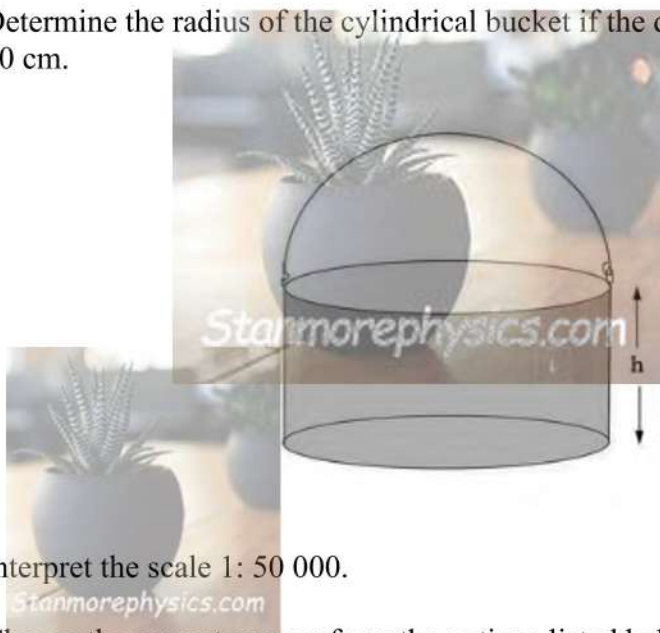 etermine the radius of the cylindrical bucket if the
0 cm.
Stanmorephysics.com
h
nterpret the scale 1: 50 000.
Stanmorephysics.com